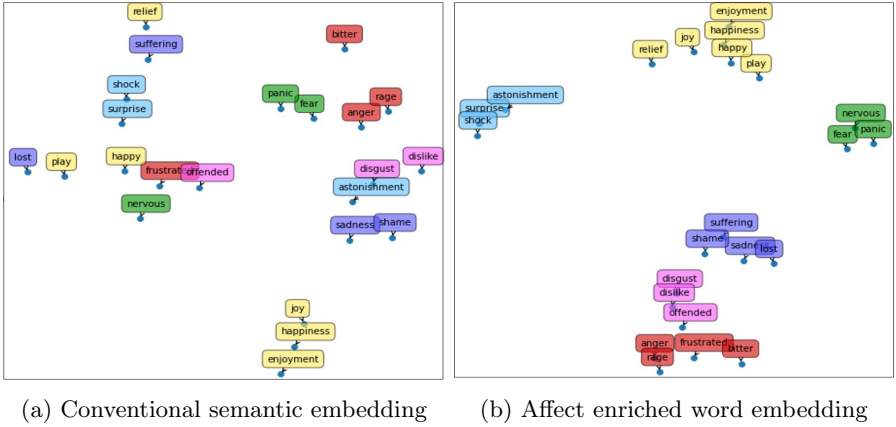 relief
suffering
bitter
shock
surprise
panic
fear
rage
anger
lost
play
happy
frustrated
offended
disgust
dislike
astonishment
nervous
sadness
shame
joy
happiness
enjoyment
(a) Conventional semantic embedding
enjoyment
happiness
joy
relief
happy
play
astonishment
surprise
shock
nervous
fear
panic
suffering
shame
sadness
lost
disgust
dislike
offended
anger
frustrated
rage
bitter
(b) Affect enriched word embedding